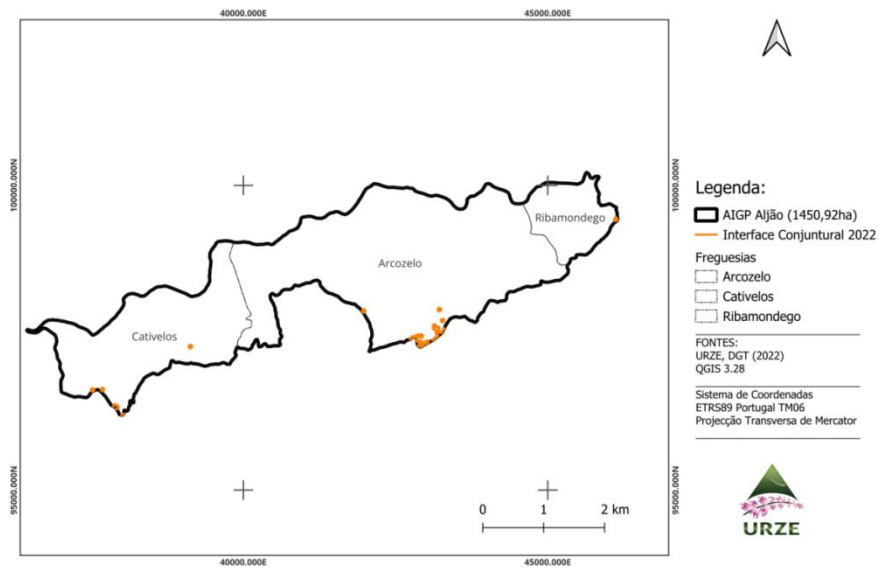 40000.000E
45000.000E
100000.000N
100000.000N
Ribamondego
Arcozelo
Cativelos
95000.000N
95000.000N
0 1 2 km
40000.000E
45000.000E
Legenda:
AIGP Aljão (1450,92ha)
Interface Conjuntural 2022
Freguesias
Arcozelo
Cativelos
Ribamondego
FONTES:
URZE, DGT (2022)
QGIS 3.28
Sistema de Coordenadas
ETRS89 Portugal TM06
Projecção Transversa de Mercator
URZE